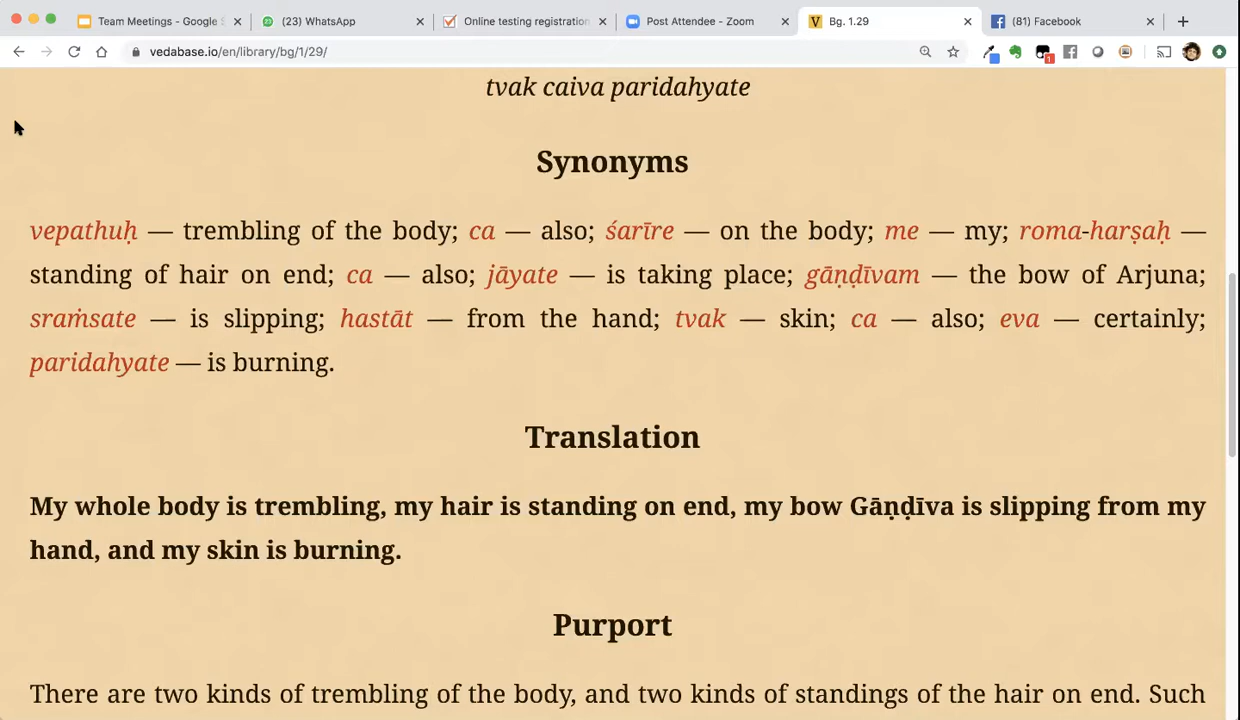 Team Meetings - Google
(23) WhatsApp
Online testing registration
Post Attendee - Zoom
Bg. 1.29
(81) Facebook
vedabase.io/en/library/bg/1/29/
tvak caiva paridahyate
Synonyms
vepathuḥ — trembling of the body; ca — also; śarīre — on the body; me — my; roma-harṣaḥ —
standing of hair on end; ca — also; jāyate — is taking place; gāṇḍīvam — the bow of Arjuna;
sraṁsate — is slipping; hastāt — from the hand; tvak — skin; ca — also; eva — certainly;
paridahyate — is burning.
Translation
My whole body is trembling, my hair is standing on end, my bow Gāṇḍīva is slipping from my
hand, and my skin is burning.
Purport
There are two kinds of trembling of the body, and two kinds of standings of the hair on end. Such